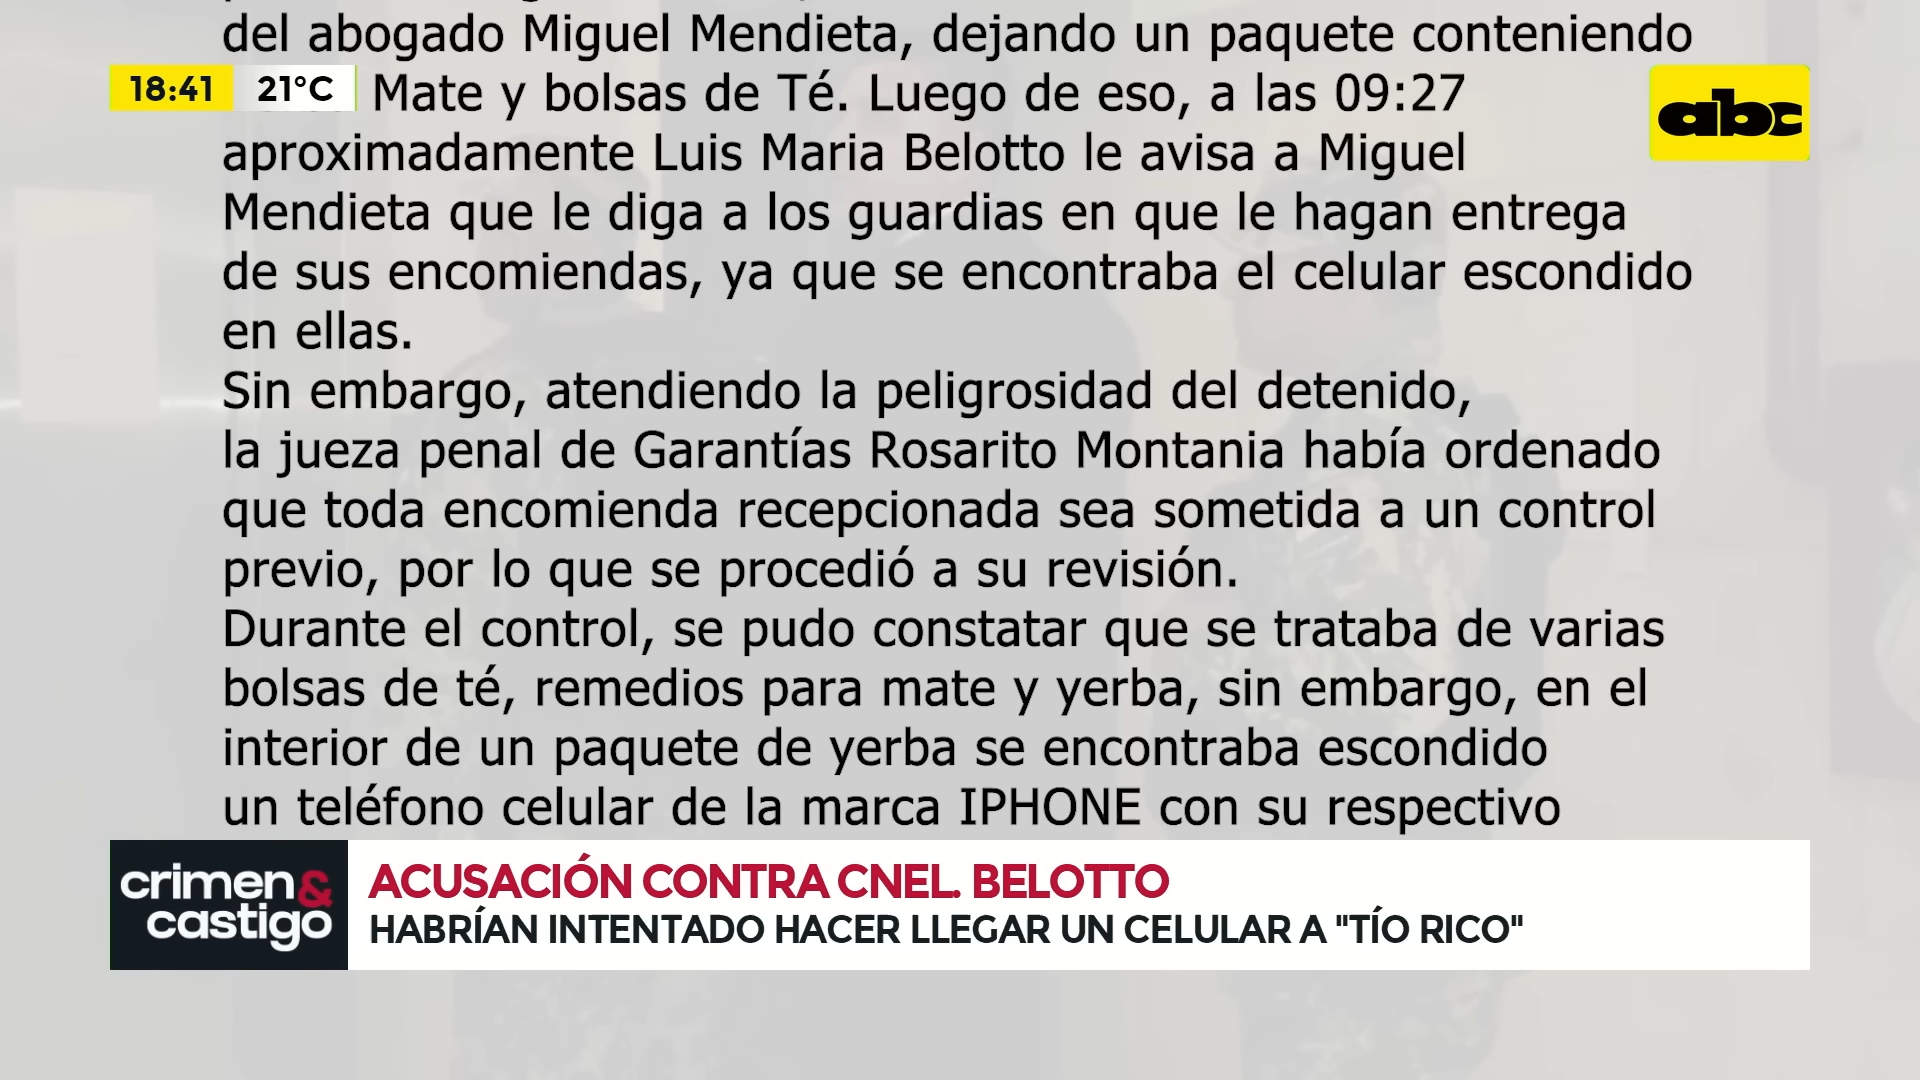 del abogado Miguel Mendieta, dejando un paquete conteniendo
18:41 21°C Mate y bolsas de Té. Luego de eso, a las 09:27
abc
aproximadamente Luis Maria Belotto le avisa a Miguel
Mendieta que le diga a los guardias en que le hagan entrega
de sus encomiendas, ya que se encontraba el celular escondido
en ellas.
Sin embargo, atendiendo la peligrosidad del detenido,
la jueza penal de Garantías Rosarito Montania había ordenado
que toda encomienda recepcionada sea sometida a un control
previo, por lo que se procedió a su revisión.
Durante el control, se pudo constatar que se trataba de varias
bolsas de té, remedios para mate y yerba, sin embargo, en el
interior de un paquete de yerba se encontraba escondido
un teléfono celular de la marca IPHONE con su respectivo
crimen&
castigo
ACUSACIÓN CONTRA CNEL. BELOTTO
HABRÍAN INTENTADO HACER LLEGAR UN CELULAR A "TÍO RICO"